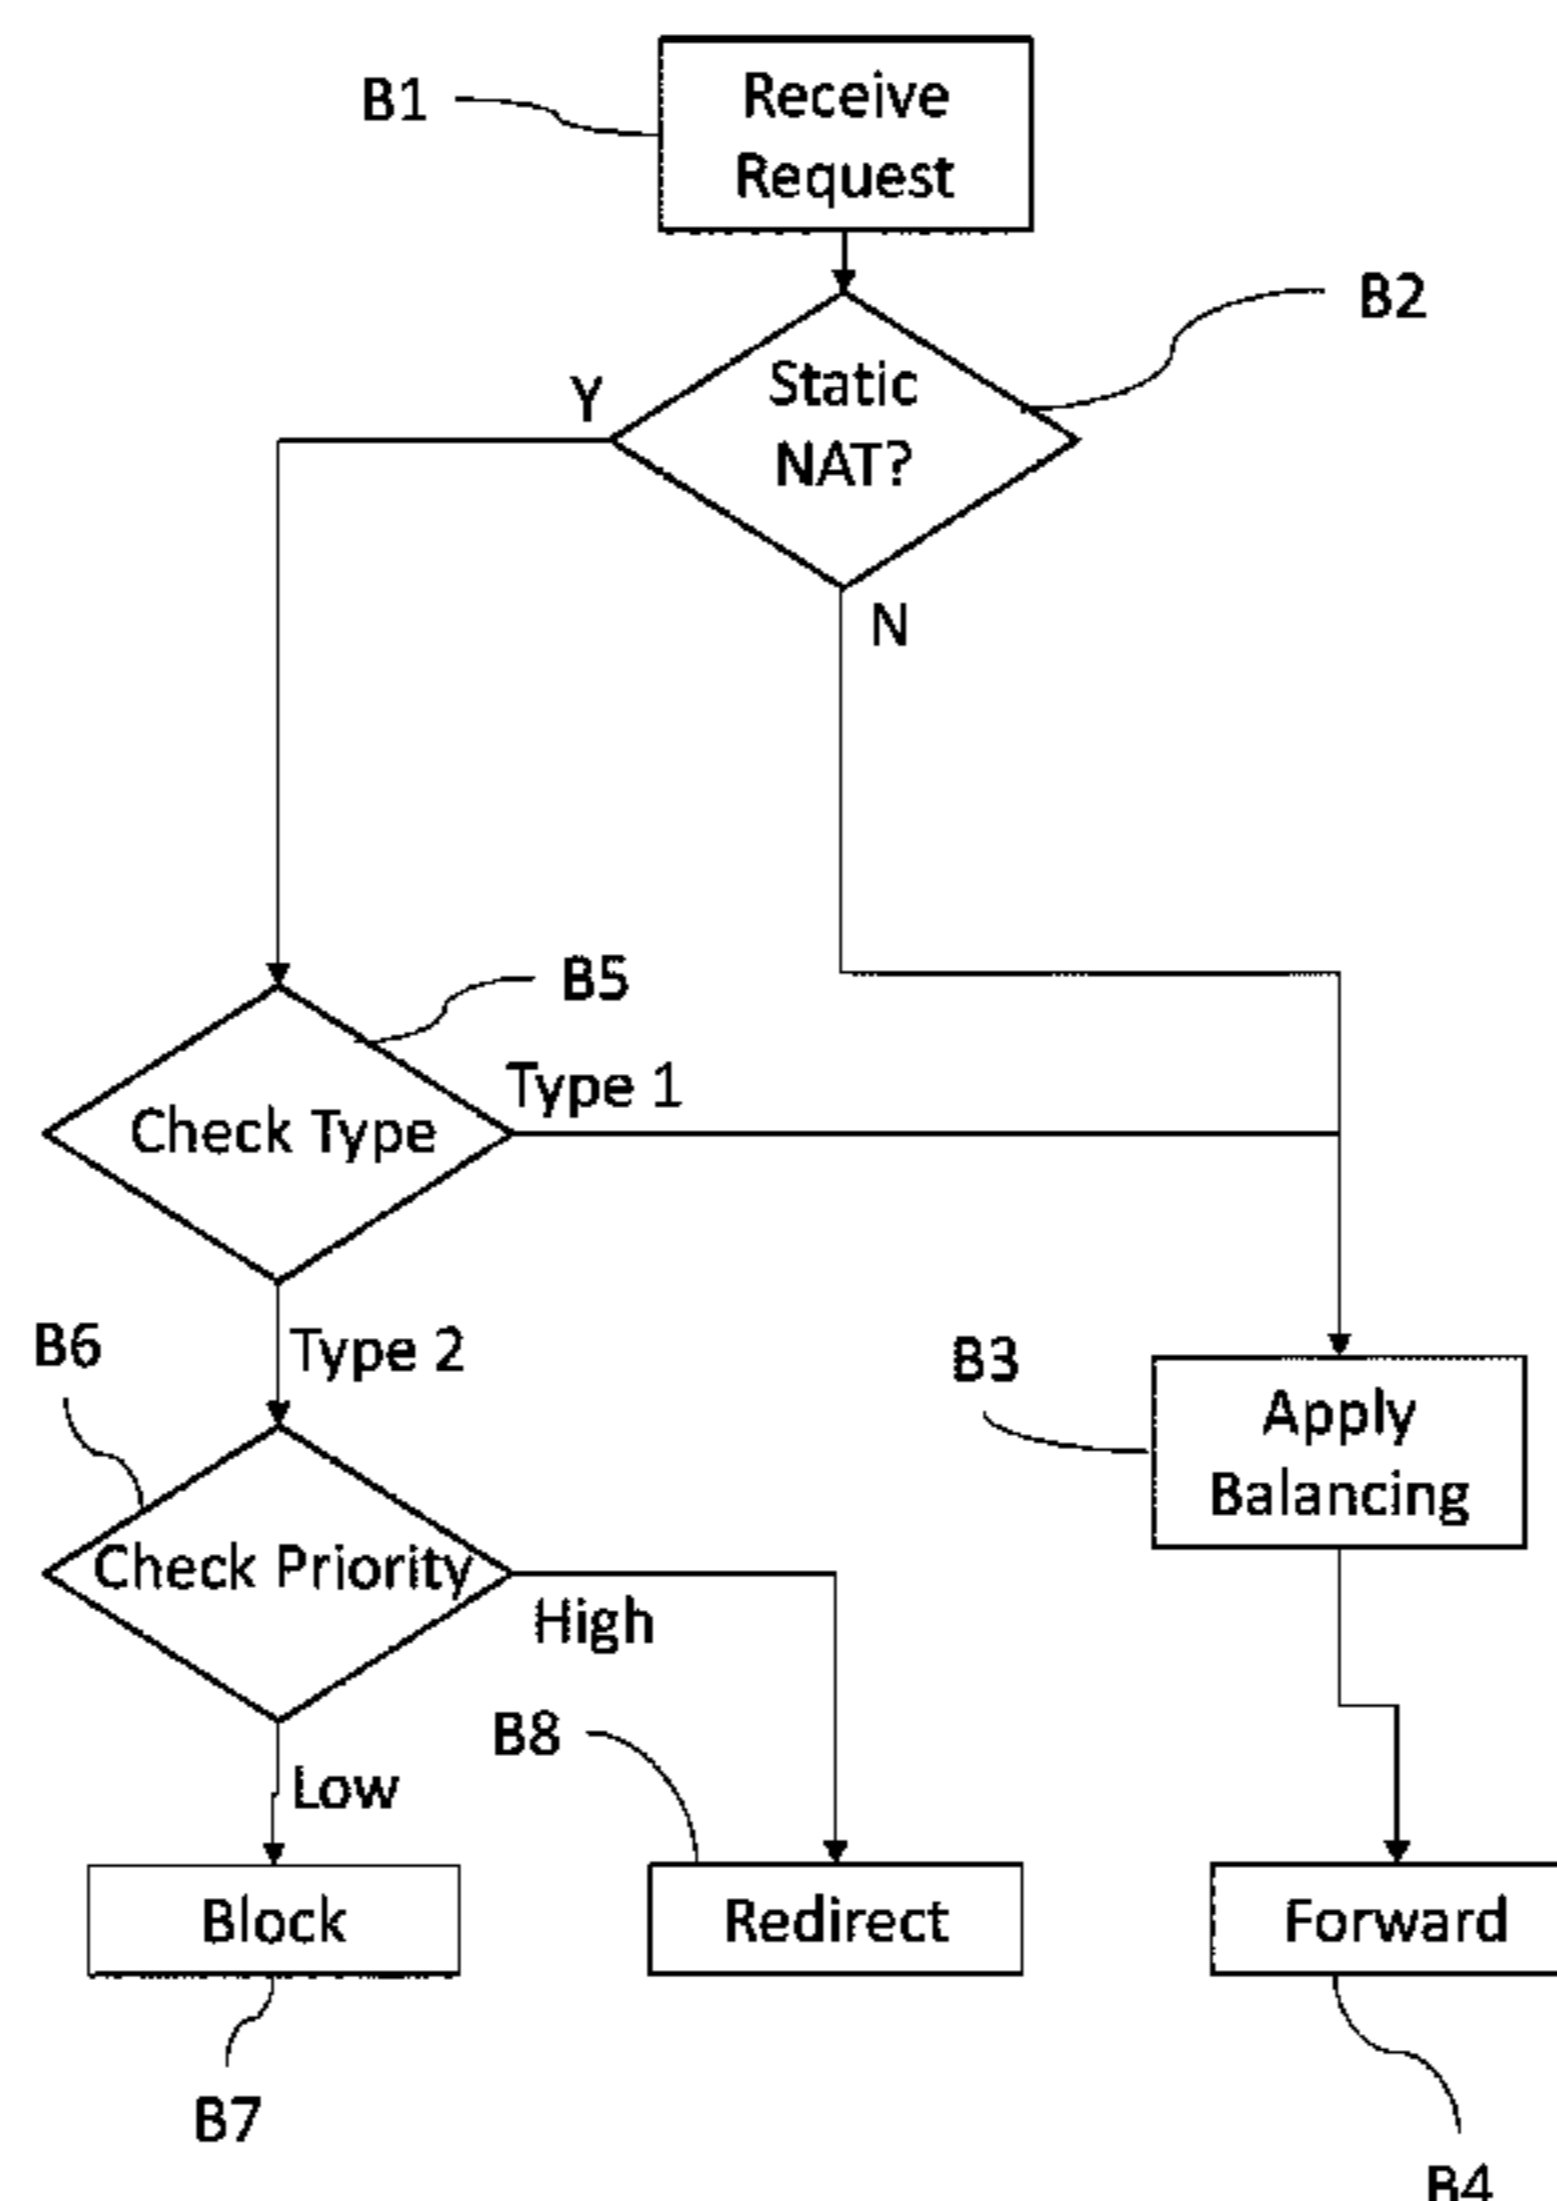 B1
Receive
Request
B2
Y
Static
NAT?
N
B5
Type 1
Check Type
B6
Type 2
B3
Apply
Balancing
Check Priority
High
B8
Low
Block
Redirect
Forward
B7
B4